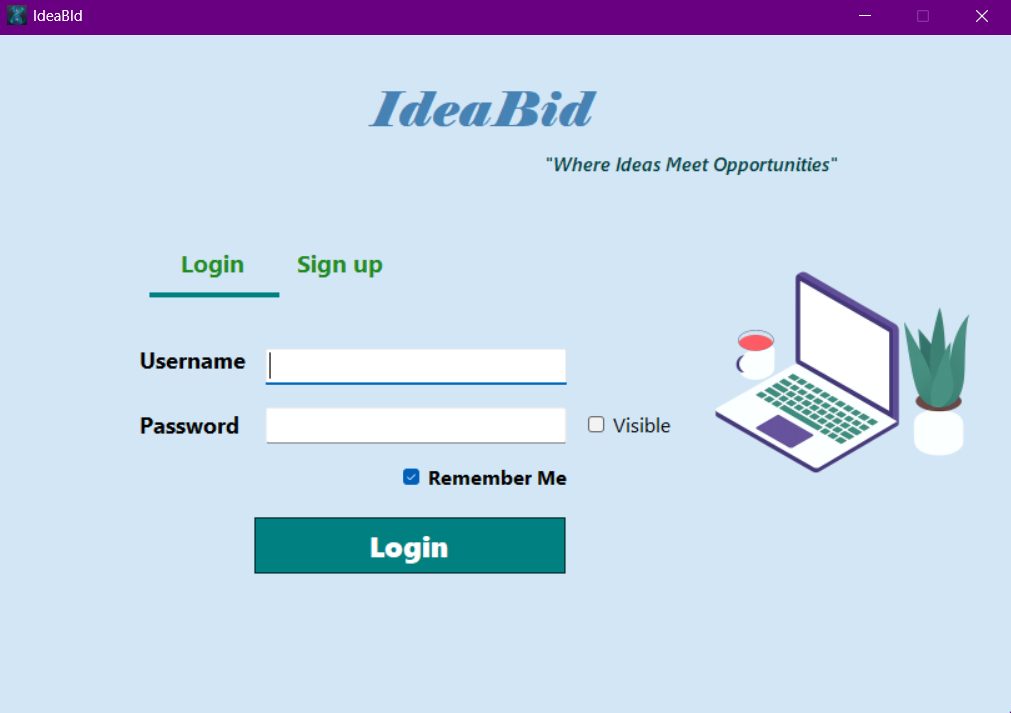 IdeaBId
IdeaBid
"Where Ideas Meet Opportunities"
Login Sign up
Username
Password Visible
Remember Me
Login